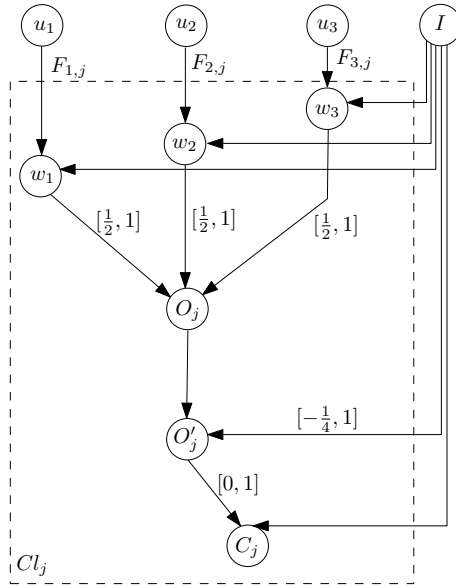 u₁ u₂ u₃ I
F₁,ⱼ F₂,ⱼ F₃,ⱼ
w₃
w₂
w₁
[½, 1] [½, 1] [½, 1]
Oⱼ
[-¼, 1]
O′ⱼ
[0, 1]
Cⱼ
Clⱼ